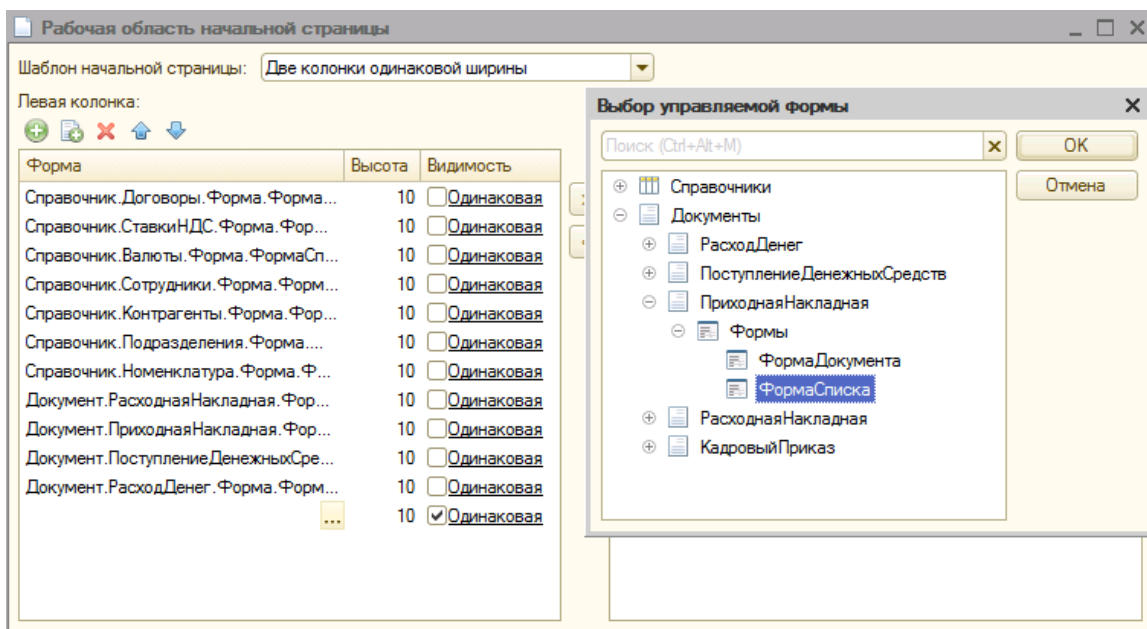 Рабочая область начальной страницы
Шаблон начальной страницы: Две колонки одинаковой ширины
Левая колонка:
Форма Высота Видимость
Справочник.Договоры.Форма.Форма... 10 Одинаковая
Справочник.СтавкиНДС.Форма.Фор... 10 Одинаковая
Справочник.Валюты.Форма.ФормаСп... 10 Одинаковая
Справочник.Сотрудники.Форма.Форм... 10 Одинаковая
Справочник.Контрагенты.Форма.Фор... 10 Одинаковая
Справочник.Подразделения.Форма.... 10 Одинаковая
Справочник.Номенклатура.Форма.Ф... 10 Одинаковая
Документ.РасходнаяНакладная.Фор... 10 Одинаковая
Документ.ПриходнаяНакладная.Фор... 10 Одинаковая
Документ.ПоступлениеДенежныхСре... 10 Одинаковая
Документ.РасходДенег.Форма.Форм... 10 Одинаковая
... 10 Одинаковая
Выбор управляемой формы
Поиск (Ctrl+Alt+M)
OK
Отмена
Справочники
Документы
РасходДенег
ПоступлениеДенежныхСредств
ПриходнаяНакладная
Формы
ФормаДокумента
ФормаСписка
РасходнаяНакладная
КадровыйПриказ